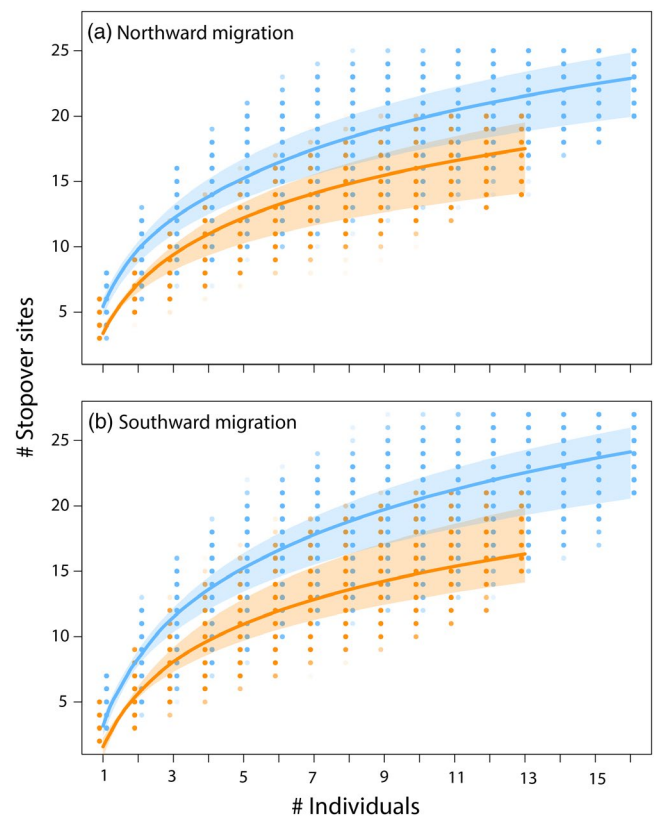 (a) Northward migration
25
20
15
10
5
# Stopover sites
(b) Southward migration
25
20
15
10
5
1 3 5 7 9 11 13 15
# Individuals